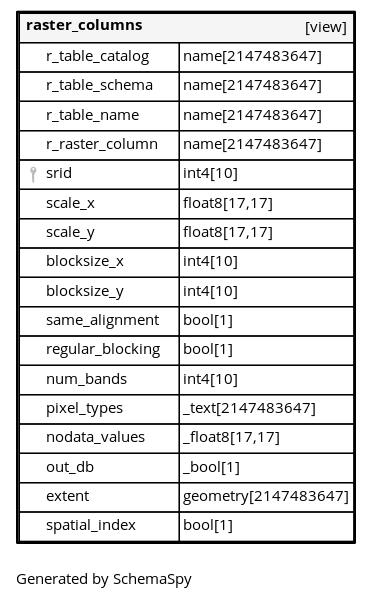 raster_columns [view]
r_table_catalog name[2147483647]
r_table_schema name[2147483647]
r_table_name name[2147483647]
r_raster_column name[2147483647]
srid int4[10]
scale_x float8[17,17]
scale_y float8[17,17]
blocksize_x int4[10]
blocksize_y int4[10]
same_alignment bool[1]
regular_blocking bool[1]
num_bands int4[10]
pixel_types _text[2147483647]
nodata_values _float8[17,17]
out_db _bool[1]
extent geometry[2147483647]
spatial_index bool[1]
Generated by SchemaSpy